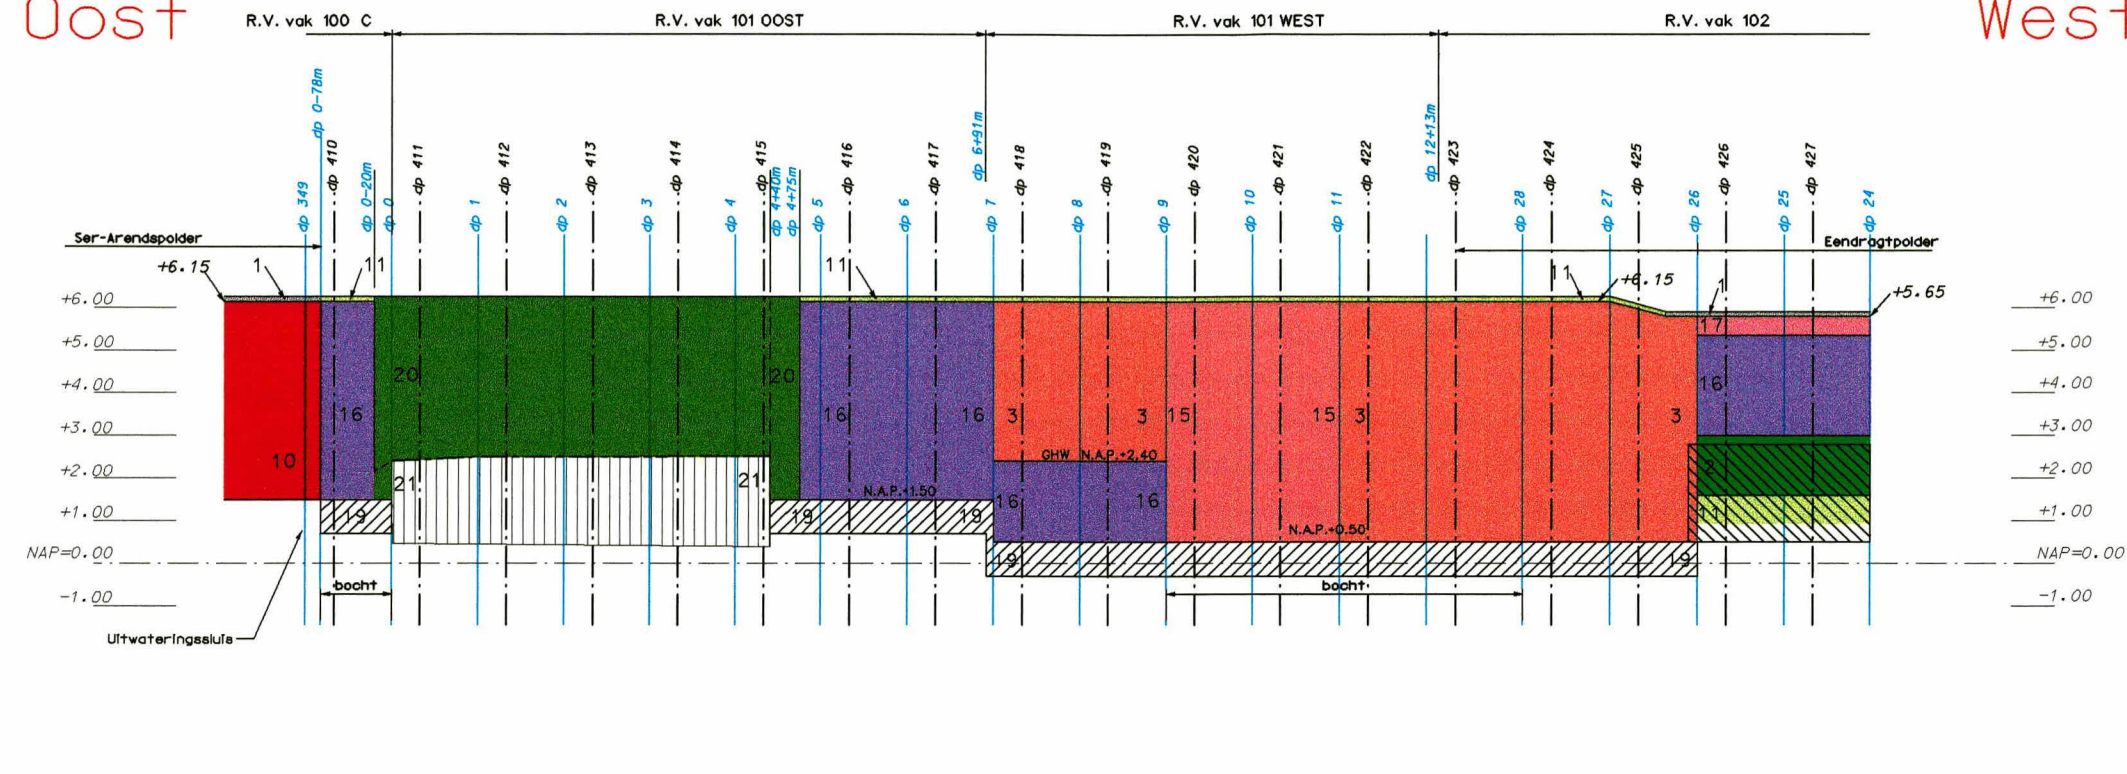 Oost
West
R.V. vak 100 C
R.V. vak 101 OOST
R.V. vak 101 WEST
R.V. vak 102
dp 349
dp 0-78m
dp 410
dp 0-20m
dp 0
dp 411
dp 1
dp 412
dp 2
dp 413
dp 3
dp 414
dp 4
dp 415
dp 4+40m
dp 4+75m
dp 5
dp 416
dp 6
dp 417
dp 6+91m
dp 7
dp 418
dp 8
dp 419
dp 9
dp 420
dp 10
dp 421
dp 11
dp 422
dp 12+13m
dp 423
dp 28
dp 424
dp 27
dp 425
dp 26
dp 426
dp 25
dp 427
dp 24
Ser-Arendspolder
Eendragtpolder
+6.15
1
11
11
11
+6.15
1
+5.65
+6.00
+5.00
+4.00
+3.00
+2.00
+1.00
NAP=0.00
-1.00
10
16
19
20
21
21
20
16
16
N.A.P.+1.50
19
19
3
3
GHW N.A.P.+2,40
16
16
19
15
15
3
3
N.A.P.+0.50
19
17
16
2
11
bocht
bocht
Uitwateringssluis
+6.00
+5.00
+4.00
+3.00
+2.00
+1.00
NAP=0.00
-1.00